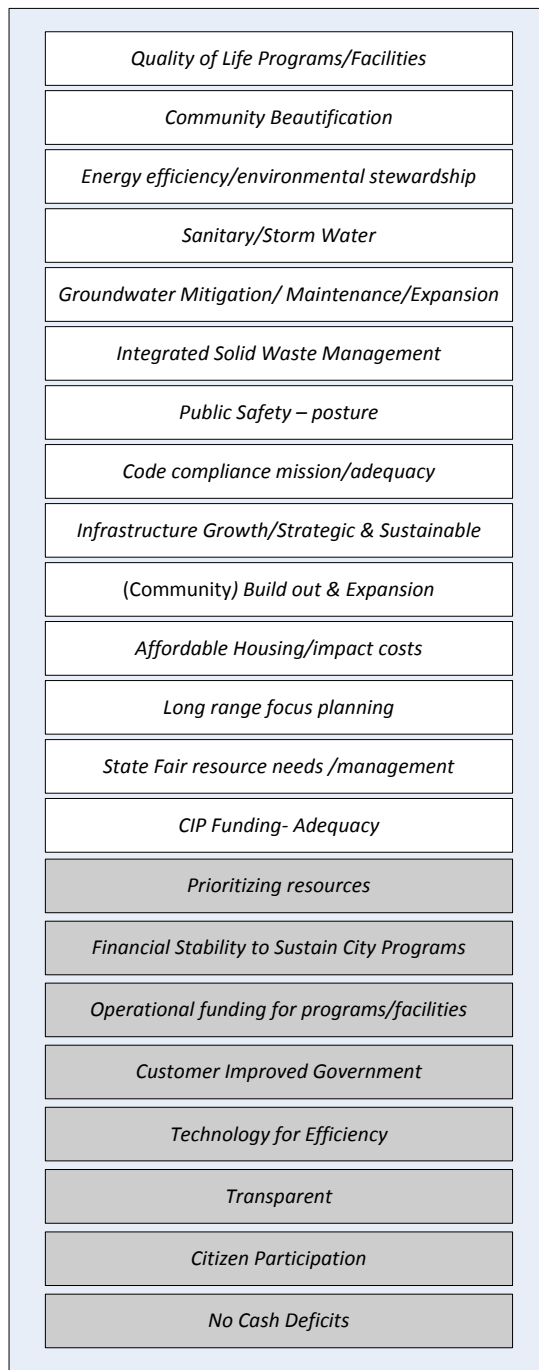 Quality of Life Programs/Facilities
Community Beautification
Energy efficiency/environmental stewardship
Sanitary/Storm Water
Groundwater Mitigation/ Maintenance/Expansion
Integrated Solid Waste Management
Public Safety – posture
Code compliance mission/adequacy
Infrastructure Growth/Strategic & Sustainable
(Community) Build out & Expansion
Affordable Housing/impact costs
Long range focus planning
State Fair resource needs /management
CIP Funding- Adequacy
Prioritizing resources
Financial Stability to Sustain City Programs
Operational funding for programs/facilities
Customer Improved Government
Technology for Efficiency
Transparent
Citizen Participation
No Cash Deficits